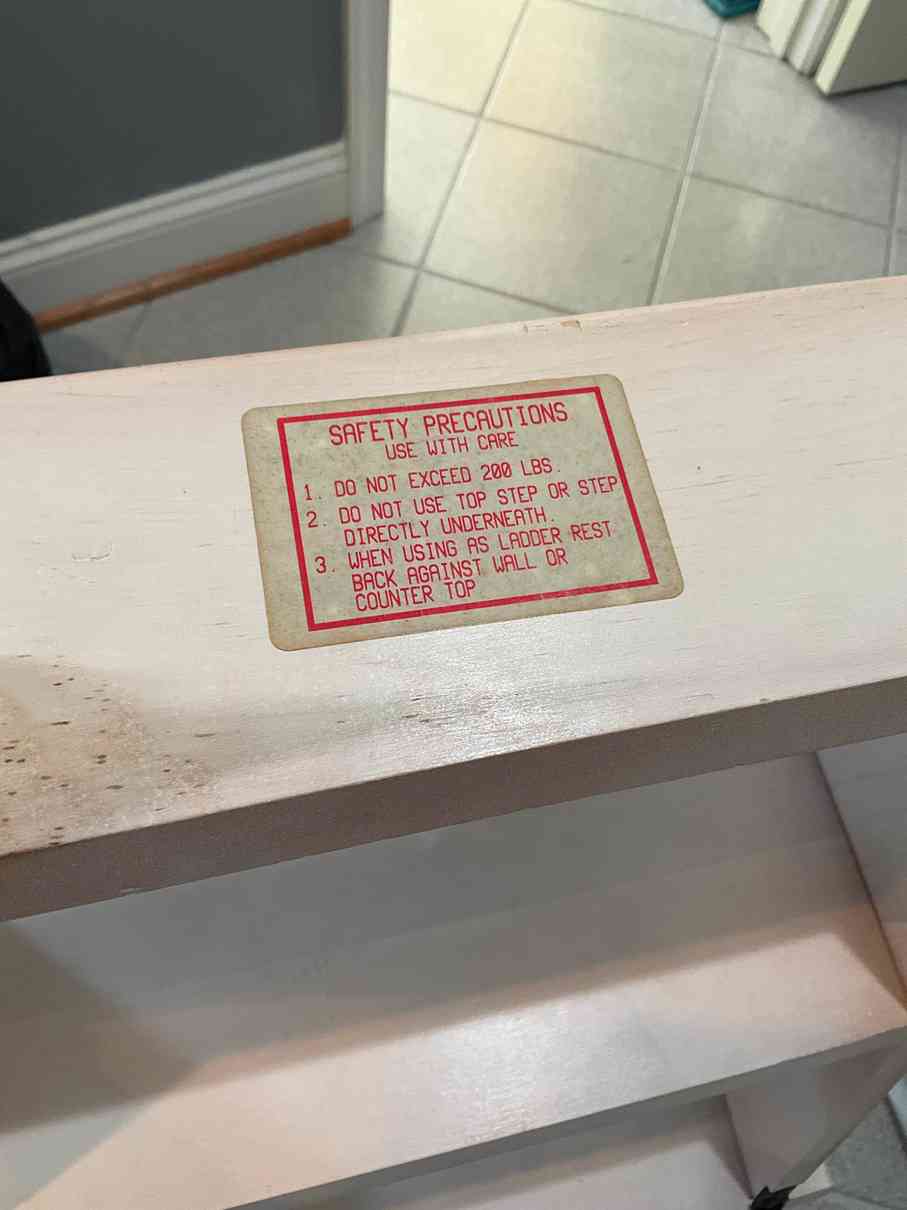 SAFETY PRECAUTIONS
USE WITH CARE
1. DO NOT EXCEED 200 LBS.
2. DO NOT USE TOP STEP OR STEP
DIRECTLY UNDERNEATH.
3. WHEN USING AS LADDER REST
BACK AGAINST WALL OR
COUNTER TOP